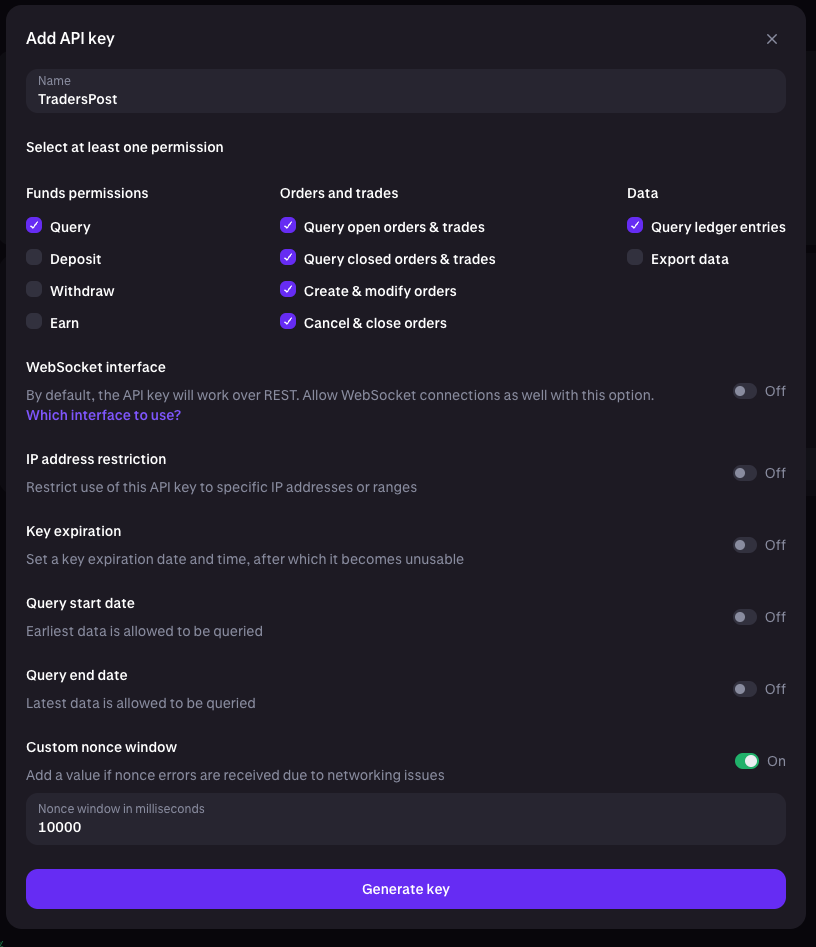 Add API key
Name
TradersPost
Select at least one permission
Funds permissions
Query
Deposit
Withdraw
Earn
Orders and trades
Query open orders & trades
Query closed orders & trades
Create & modify orders
Cancel & close orders
Data
Query ledger entries
Export data
WebSocket interface
By default, the API key will work over REST. Allow WebSocket connections as well with this option.
Which interface to use?
Off
IP address restriction
Restrict use of this API key to specific IP addresses or ranges
Off
Key expiration
Set a key expiration date and time, after which it becomes unusable
Off
Query start date
Earliest data is allowed to be queried
Off
Query end date
Latest data is allowed to be queried
Off
Custom nonce window
Add a value if nonce errors are received due to networking issues
On
Nonce window in milliseconds
10000
Generate key